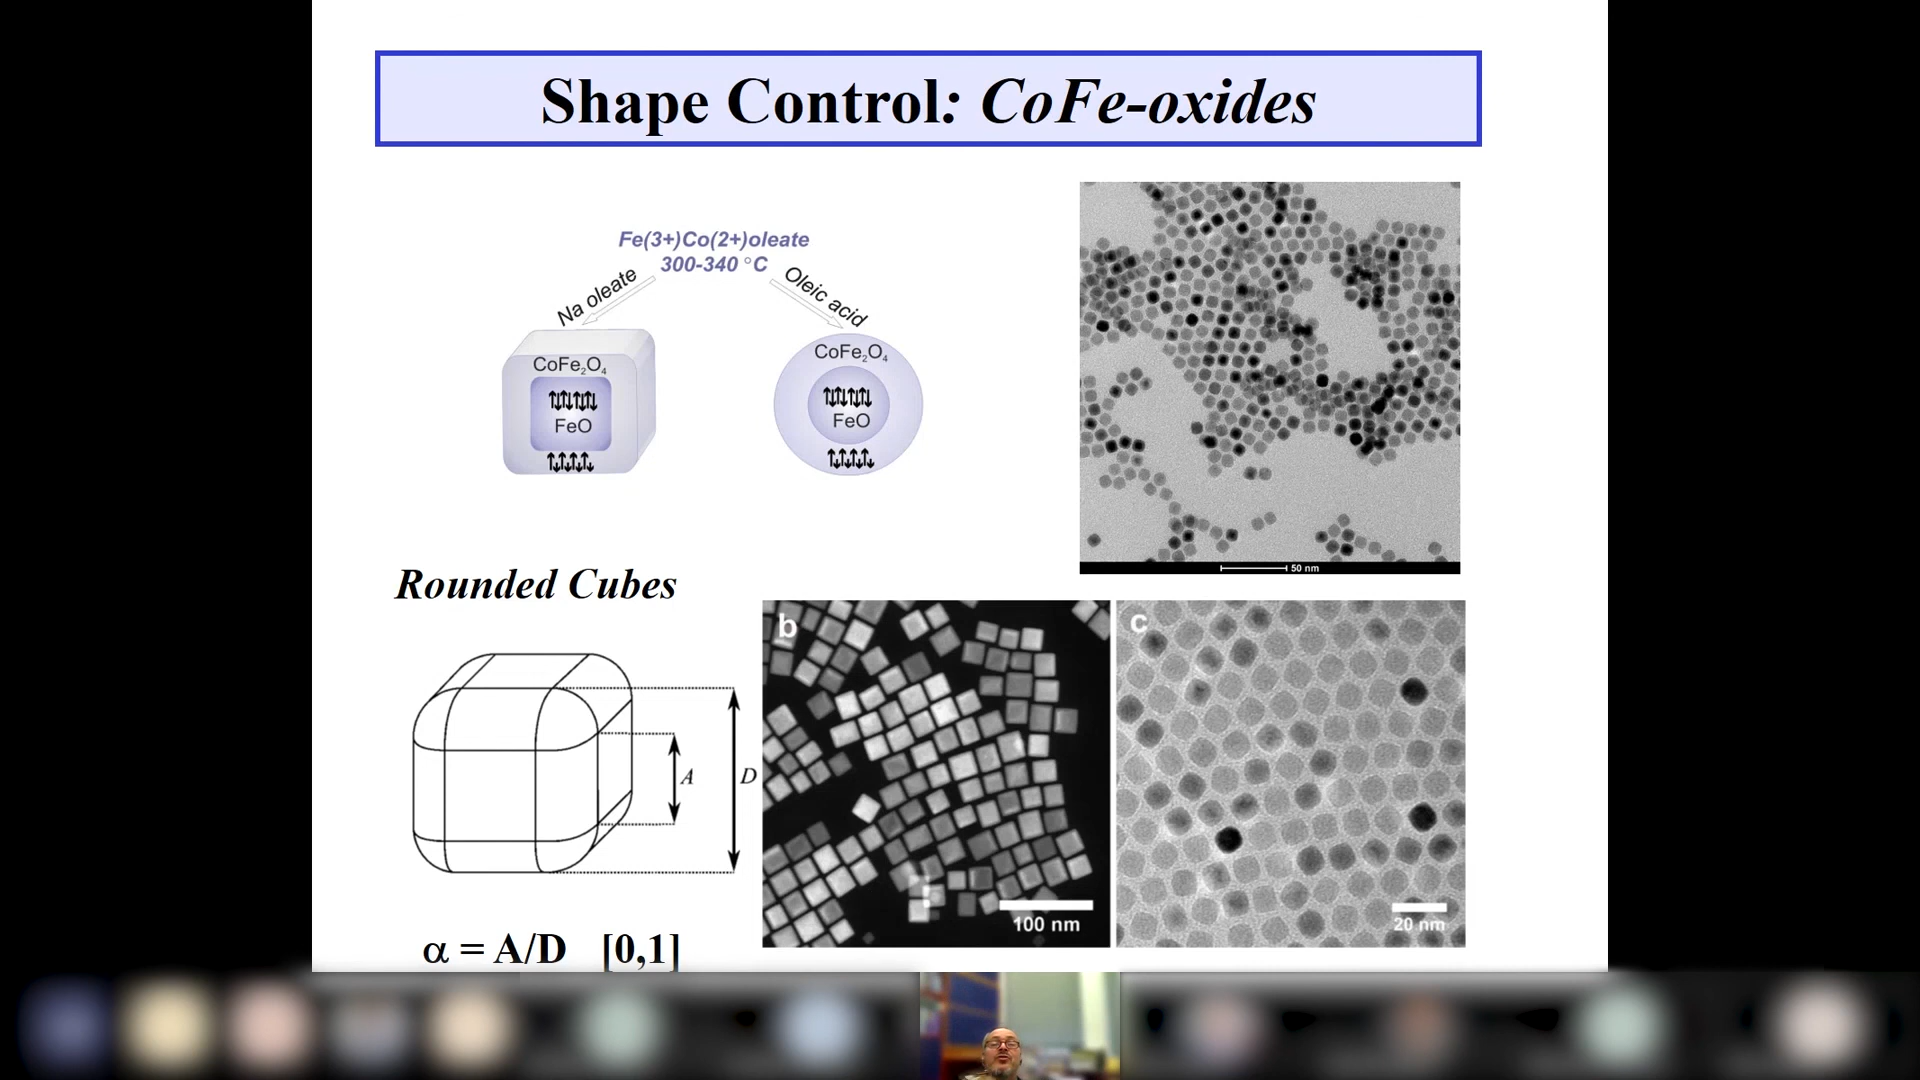 Shape Control: CoFe-oxides
Fe(3+)Co(2+)oleate
300-340 °C
Na oleate
Oleic acid
CoFe₂O₄
FeO
CoFe₂O₄
FeO
50 nm
Rounded Cubes
A
D
α = A/D [0,1]
b
100 nm
c
20 nm